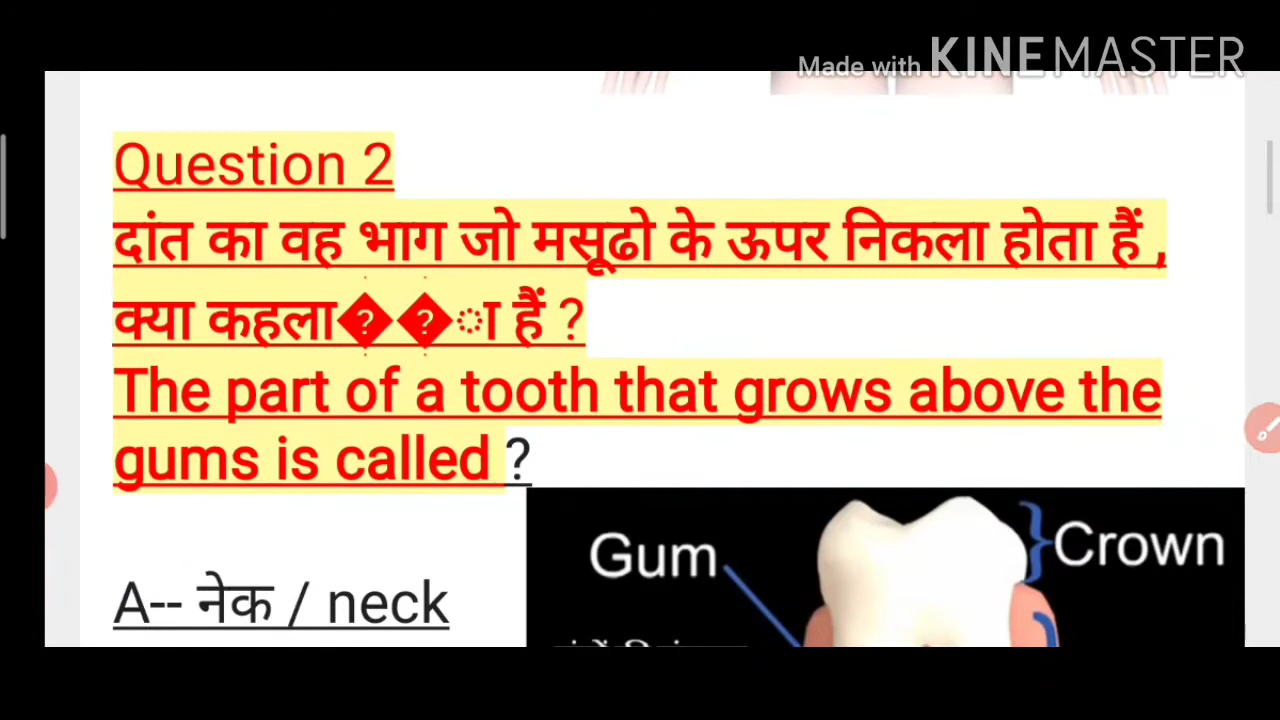 Made with KINEMASTER
Question 2
दांत का वह भाग जो मसूढो के ऊपर निकला होता हैं ,
क्या कहला��ा हैं ?
The part of a tooth that grows above the
gums is called ?
Gum
Crown
A-- नेक / neck